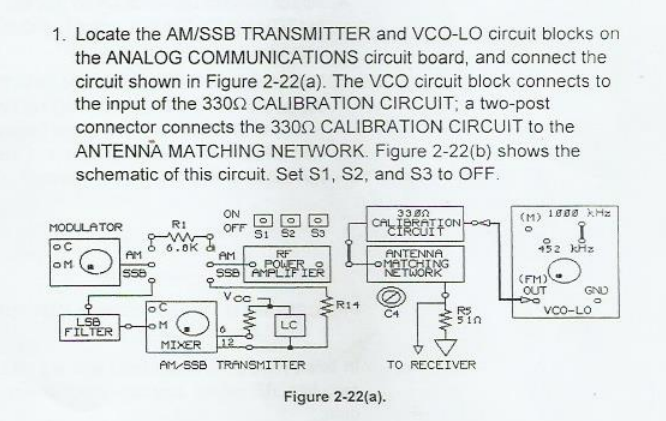 1. Locate the AM/SSB TRANSMITTER and VCO-LO circuit blocks on
the ANALOG COMMUNICATIONS circuit board, and connect the
circuit shown in Figure 2-22(a). The VCO circuit block connects to
the input of the 330Ω CALIBRATION CIRCUIT; a two-post
connector connects the 330Ω CALIBRATION CIRCUIT to the
ANTENNA MATCHING NETWORK. Figure 2-22(b) shows the
schematic of this circuit. Set S1, S2, and S3 to OFF.
MODULATOR
C
M
AM
SSB
R1
6.8K
ON
OFF
S1 S2 S3
AM
SSB
RF
POWER
AMPLIFIER
330Ω
CALIBRATION
CIRCUIT
ANTENNA
MATCHING
NETWORK
(M) 1000 kHz
452 kHz
(FM)
OUT
GND
VCO-LO
LSB
FILTER
C
M
MIXER
6
12
Vcc
LC
R14
C4
R5
51Ω
AM/SSB TRANSMITTER
TO RECEIVER
Figure 2-22(a).